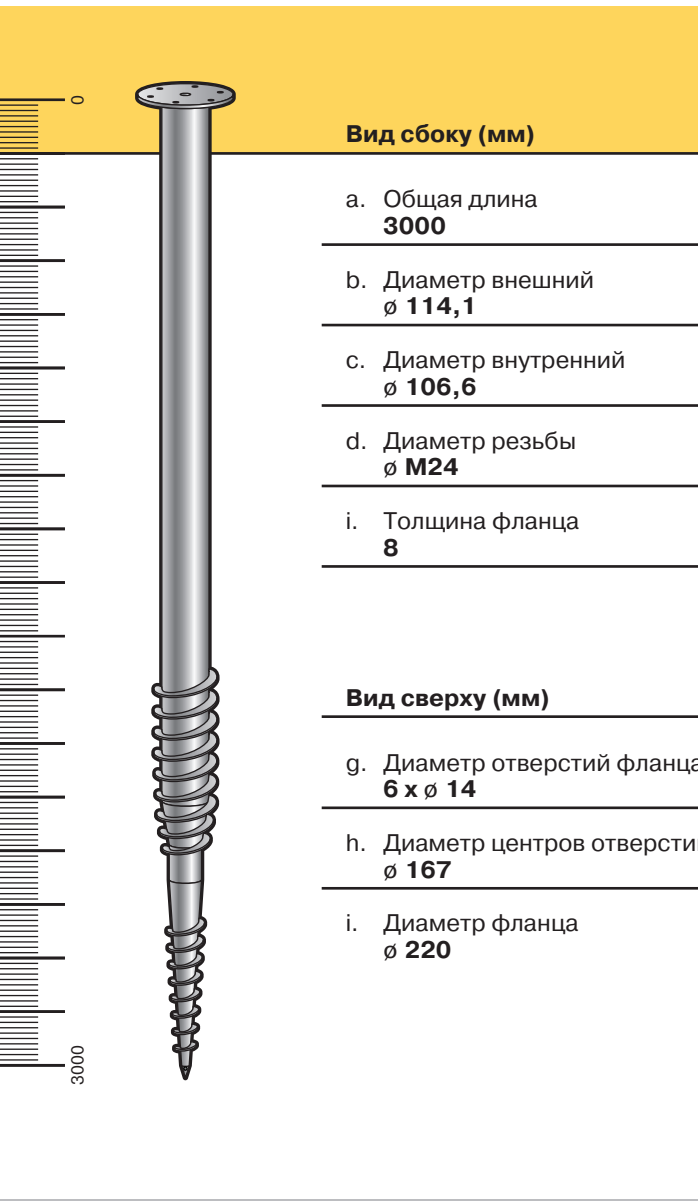 0
Вид сбоку (мм)
a. Общая длина
3000
b. Диаметр внешний
ø 114,1
c. Диаметр внутренний
ø 106,6
d. Диаметр резьбы
ø M24
i. Толщина фланца
8
Вид сверху (мм)
g. Диаметр отверстий фланца
6 x ø 14
h. Диаметр центров
ø 167
i. Диаметр фланца
ø 220
3000